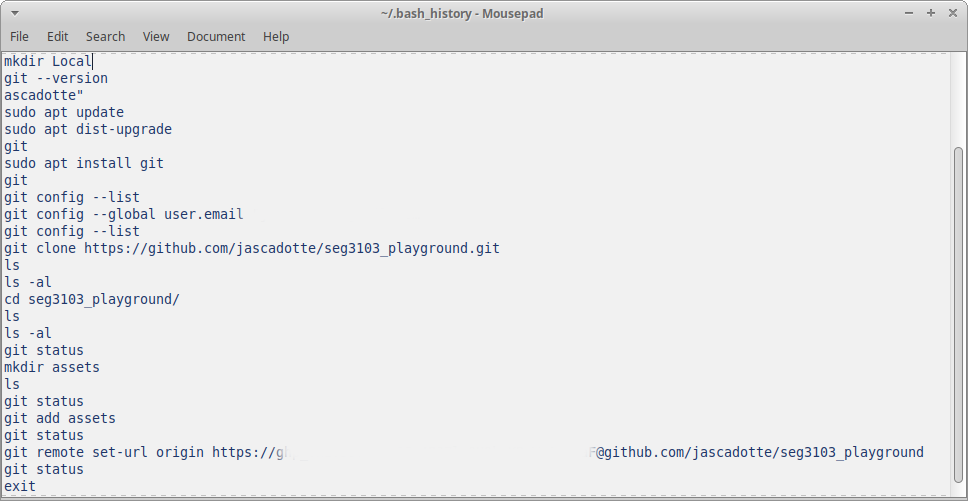 ~/.bash_history - Mousepad
File Edit Search View Document Help
mkdir Local
git --version
ascadotte"
sudo apt update
sudo apt dist-upgrade
git
sudo apt install git
git
git config --list
git config --global user.email
git config --list
git clone https://github.com/jascadotte/seg3103_playground.git
ls
ls -al
cd seg3103_playground/
ls
ls -al
git status
mkdir assets
ls
git status
git add assets
git status
git remote set-url origin https://g @github.com/jascadotte/seg3103_playground
git status
exit